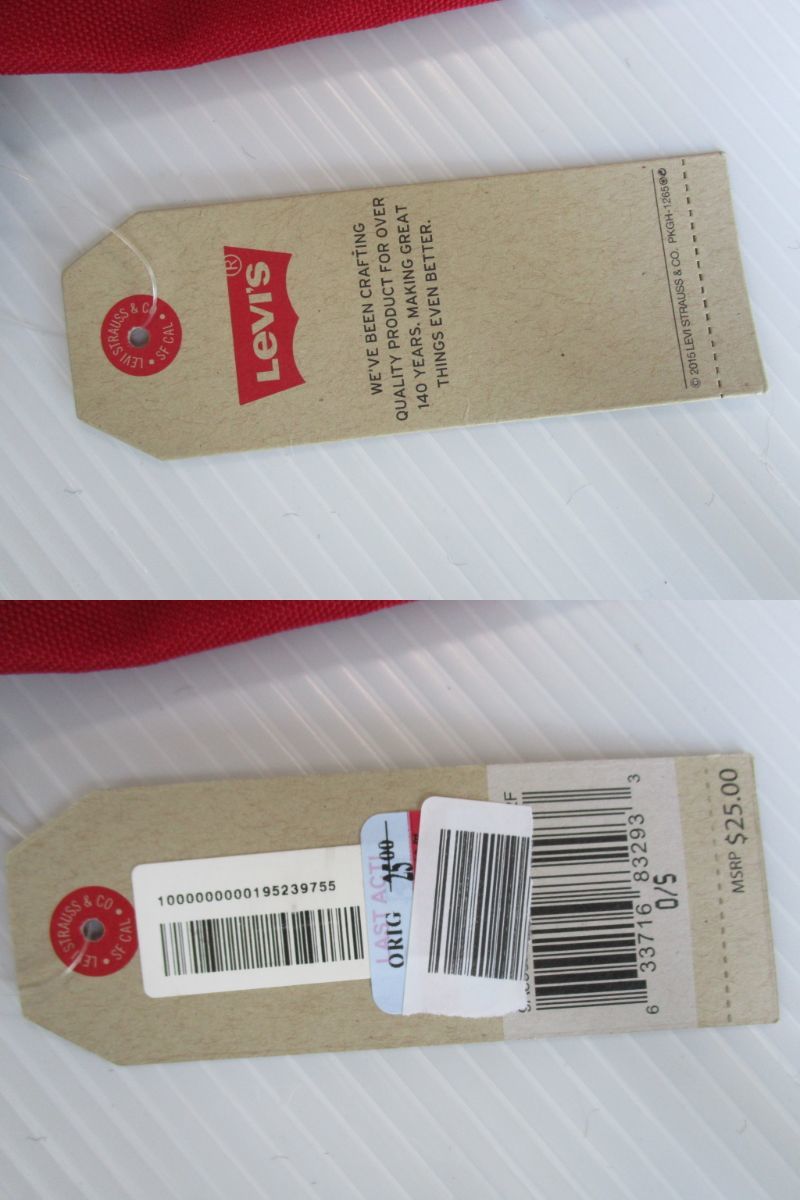 LEVI STRAUSS & CO
• SF CAL •
Levi's®
WE'VE BEEN CRAFTING
QUALITY PRODUCT FOR OVER
140 YEARS. MAKING GREAT
THINGS EVEN BETTER.
© 2015 LEVI STRAUSS & CO. PKGH-1265
LEVI STRAUSS & CO
• SF CAL •
1000000000195239755
LAST ACT!
ORIG 25.00
6 33716 83293 3
O/S
MSRP $25.00